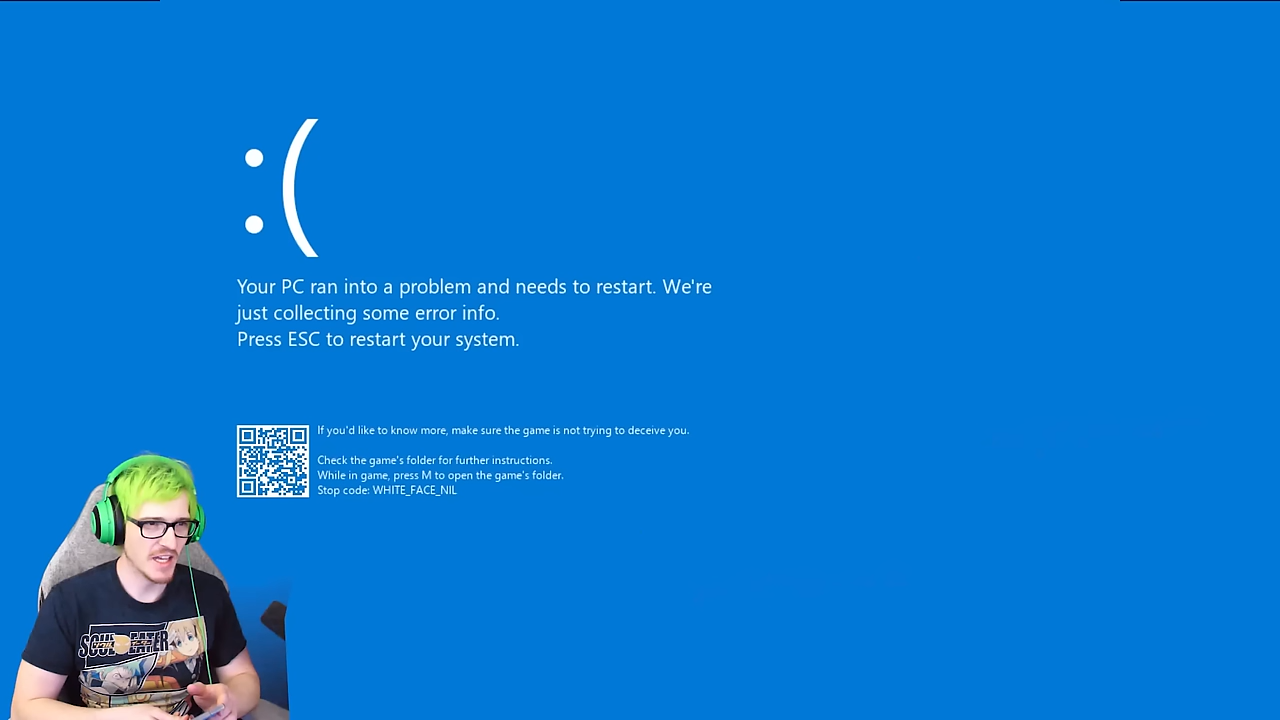 :(
Your PC ran into a problem and needs to restart. We're
just collecting some error info.
Press ESC to restart your system.
If you'd like to know more, make sure the game is not trying to deceive you.
Check the game's folder for further instructions.
While in game, press M to open the game's folder.
Stop code: WHITE_FACE_NIL
SOUL EATER